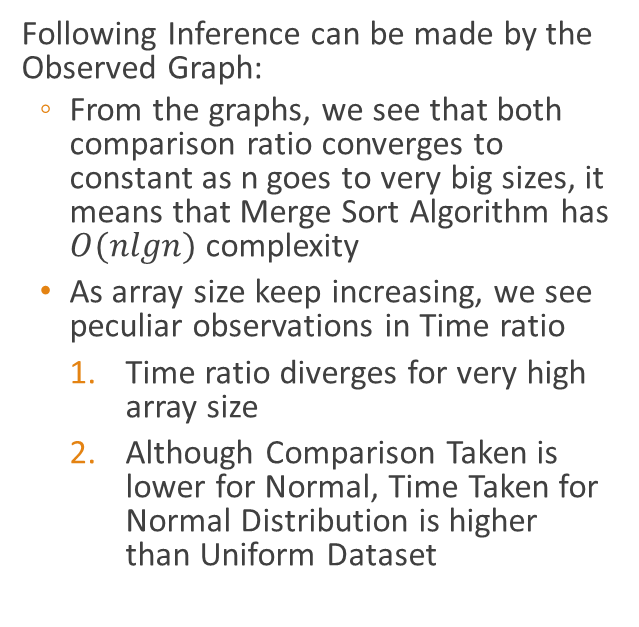 Following Inference can be made by the
Observed Graph:
◦ From the graphs, we see that both
comparison ratio converges to
constant as n goes to very big sizes, it
means that Merge Sort Algorithm has
O(nlgn) complexity
• As array size keep increasing, we see
peculiar observations in Time ratio
1. Time ratio diverges for very high
array size
2. Although Comparison Taken is
lower for Normal, Time Taken for
Normal Distribution is higher
than Uniform Dataset